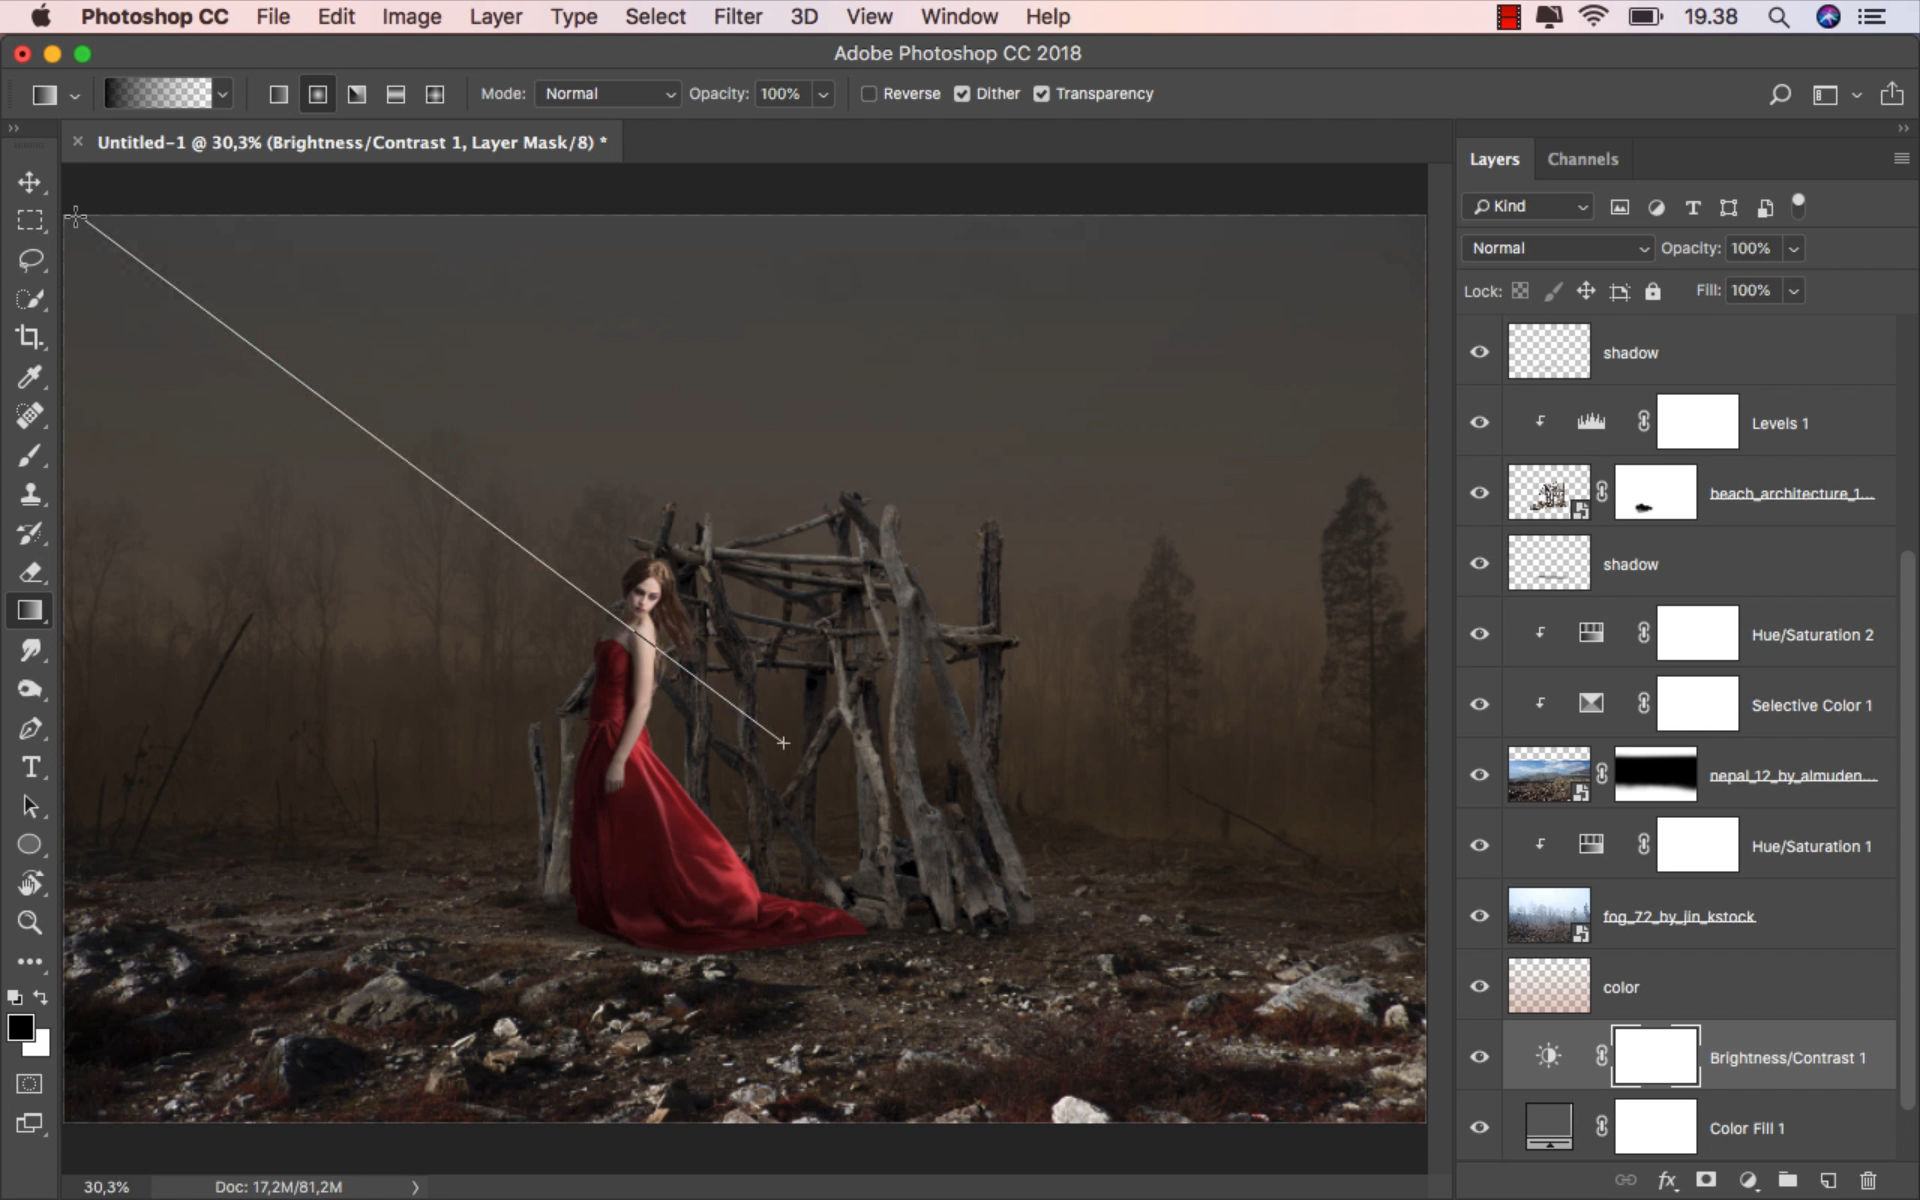 Photoshop CC File Edit Image Layer Type Select Filter 3D View Window Help 19.38
Adobe Photoshop CC 2018
Mode: Normal Opacity: 100% Reverse Dither Transparency
Untitled-1 @ 30,3% (Brightness/Contrast 1, Layer Mask/8) *
Layers Channels
Kind
Normal Opacity: 100%
Lock: Fill: 100%
shadow
Levels 1
beach_architecture_1...
shadow
Hue/Saturation 2
Selective Color 1
nepal_12_by_almuden...
Hue/Saturation 1
fog_72_by_jin_kstock
color
Brightness/Contrast 1
Color Fill 1
30,3% Doc: 17,2M/81,2M